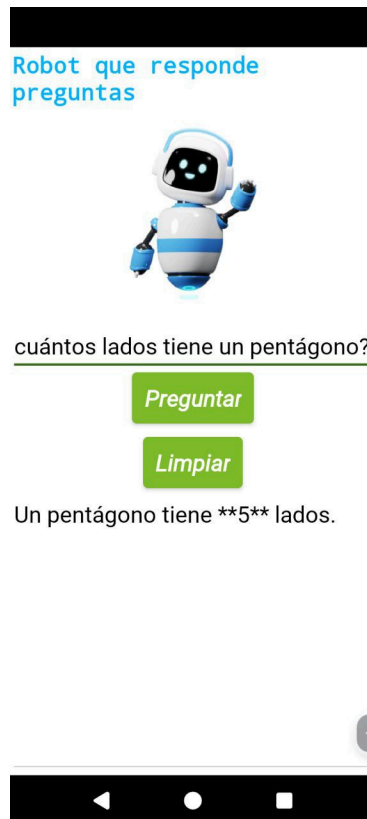 Robot que responde
preguntas
cuántos lados tiene un pentágono?
Preguntar
Limpiar
Un pentágono tiene **5** lados.